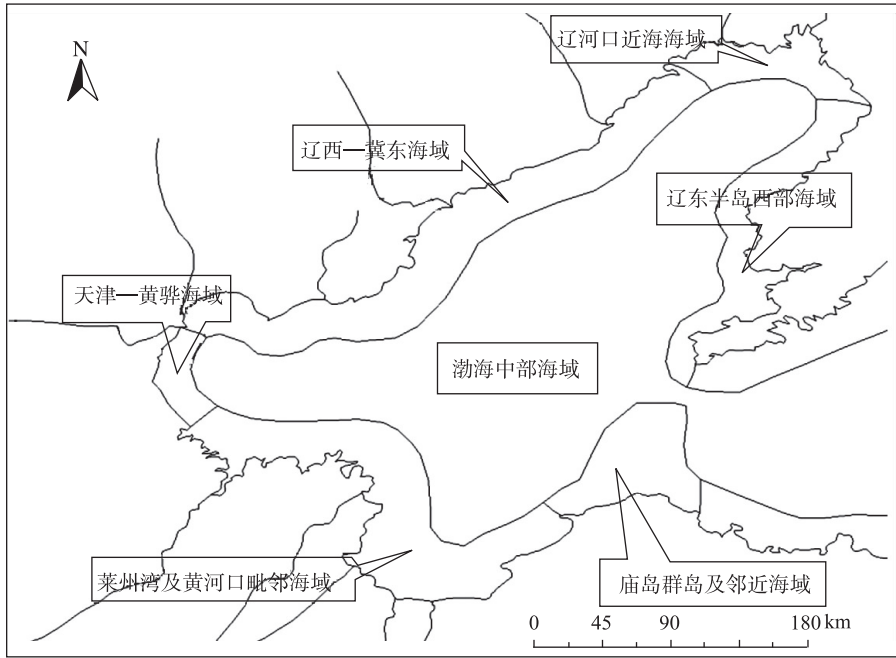 辽河口近海海域
N
辽西—冀东海域
辽东半岛西部海域
天津—黄骅海域
渤海中部海域
莱州湾及黄河口毗邻海域
庙岛群岛及邻近海域
0 45 90 180 km